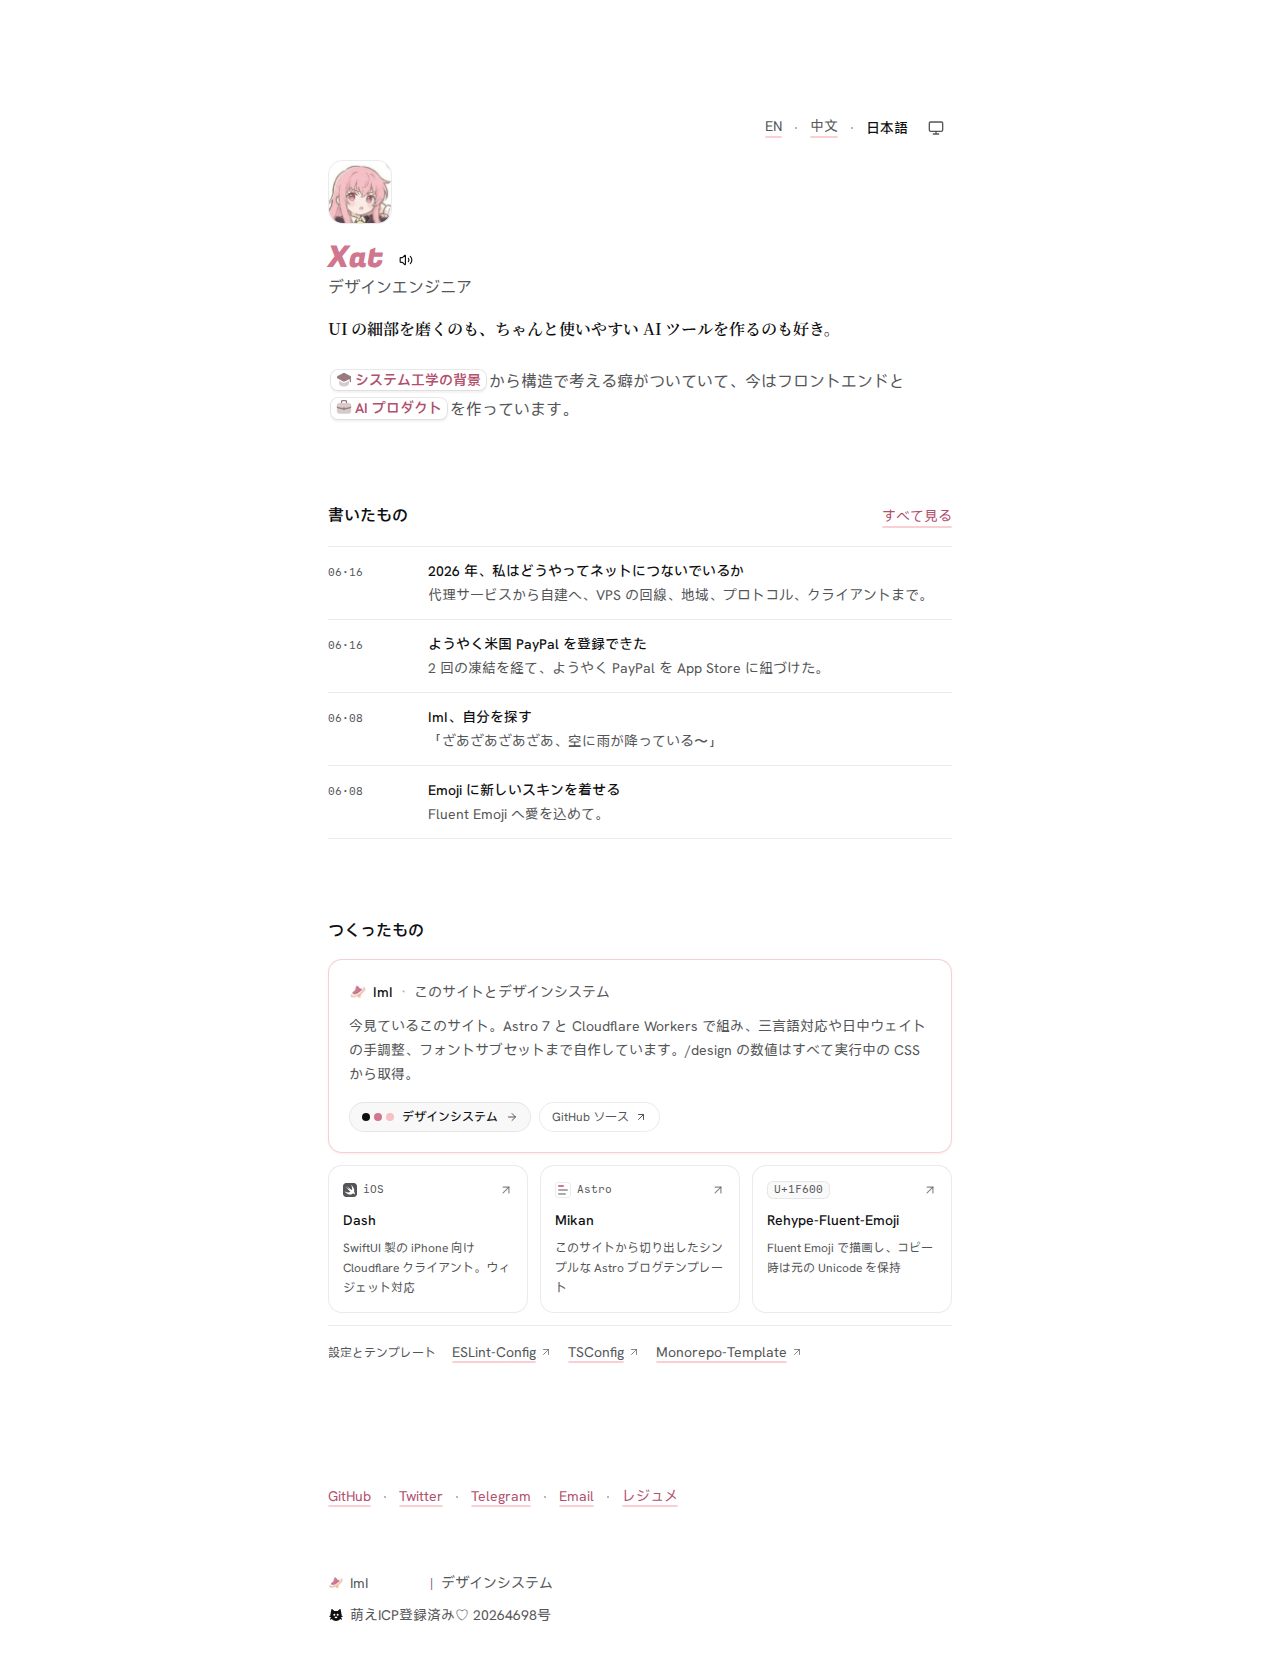 EN · 中文 · 日本語
Xat
デザインエンジニア
UI の細部を磨くのも、ちゃんと使いやすい AI ツールを作るのも好き。
システム工学の背景 から構造で考える癖がついていて、今はフロントエンドと
AI プロダクト を作っています。
書いたもの
すべて見る
06·16
2026 年、私はどうやってネットにつないでいるか
代理サービスから自建へ、VPS の回線、地域、プロトコル、クライアントまで。
06·16
ようやく米国 PayPal を登録できた
2 回の凍結を経て、ようやく PayPal を App Store に紐づけた。
06·08
lml、自分を探す
「ざあざあざあざあ、空に雨が降っている〜」
06·08
Emoji に新しいスキンを着せる
Fluent Emoji へ愛を込めて。
つくったもの
lml · このサイトとデザインシステム
今見ているこのサイト。Astro 7 と Cloudflare Workers で組み、三言語対応や日中ウェイト
の手調整、フォントサブセットまで自作しています。/design の数値はすべて実行中の CSS
から取得。
デザインシステム →
GitHub ソース ↗
iOS ↗
Dash
SwiftUI 製の iPhone 向け
Cloudflare クライアント。ウィ
ジェット対応
Astro ↗
Mikan
このサイトから切り出したシン
プルな Astro ブログテンプレー
ト
U+1F600 ↗
Rehype-Fluent-Emoji
Fluent Emoji で描画し、コピー
時は元の Unicode を保持
設定とテンプレート ESLint-Config ↗ TSConfig ↗ Monorepo-Template ↗
GitHub · Twitter · Telegram · Email · レジュメ
lml | デザインシステム
萌えICP登録済み♡ 20264698号